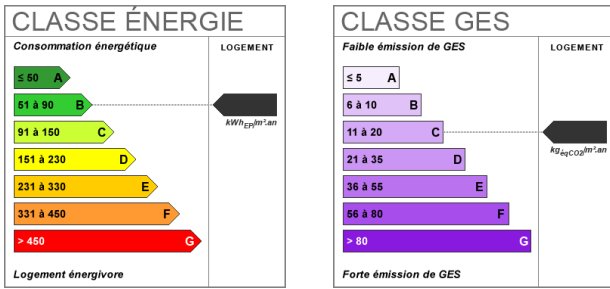 CLASSE ÉNERGIE
Consommation énergétique
LOGEMENT
≤ 50 A
51 à 90 B
kWhEP/m².an
91 à 150 C
151 à 230 D
231 à 330 E
331 à 450 F
> 450 G
Logement énergivore
CLASSE GES
Faible émission de GES
LOGEMENT
≤ 5 A
6 à 10 B
11 à 20 C
kgéqCO2/m².an
21 à 35 D
36 à 55 E
56 à 80 F
> 80 G
Forte émission de GES